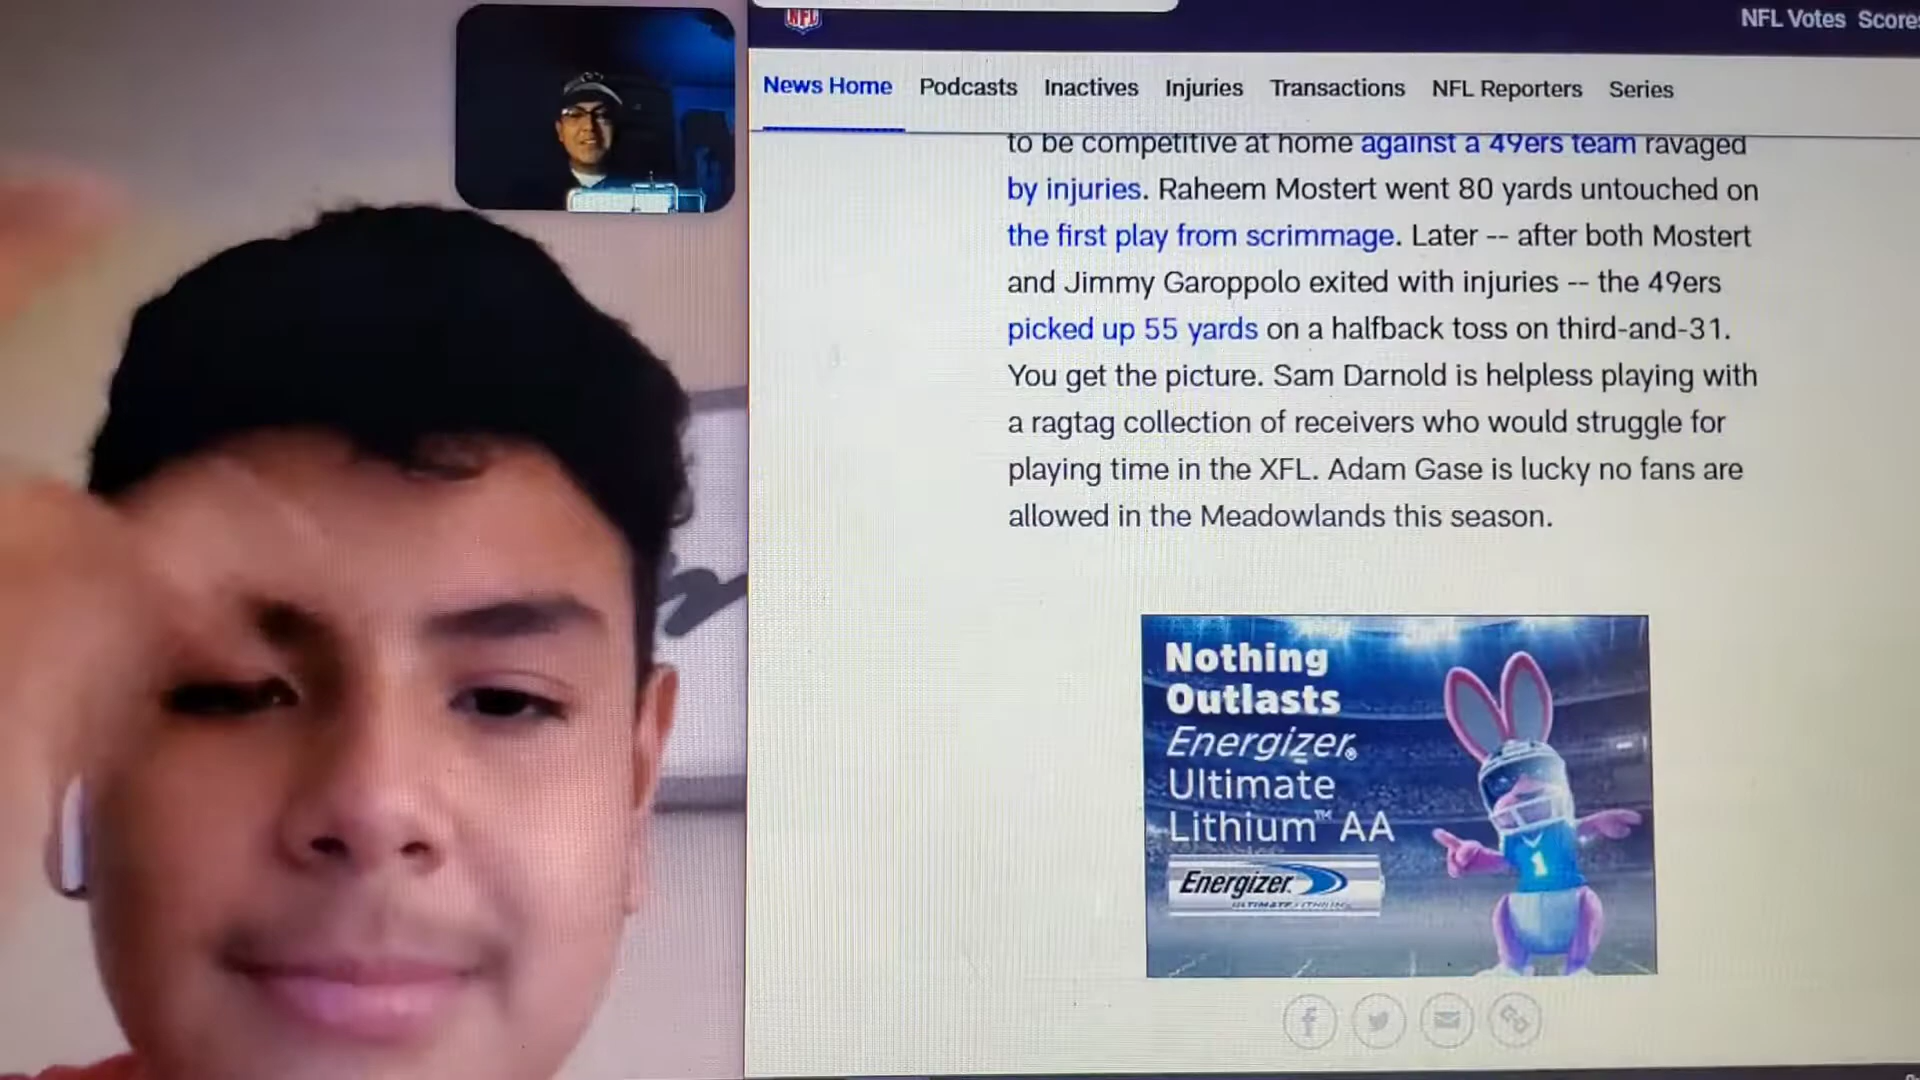 NFL
NFL Votes Score
News Home Podcasts Inactives Injuries Transactions NFL Reporters Series
to be competitive at home against a 49ers team ravaged
by injuries. Raheem Mostert went 80 yards untouched on
the first play from scrimmage. Later -- after both Mostert
and Jimmy Garoppolo exited with injuries -- the 49ers
picked up 55 yards on a halfback toss on third-and-31.
You get the picture. Sam Darnold is helpless playing with
a ragtag collection of receivers who would struggle for
playing time in the XFL. Adam Gase is lucky no fans are
allowed in the Meadowlands this season.
Nothing
Outlasts
Energizer®
Ultimate
Lithium™ AA
Energizer
ULTIMATE LITHIUM
1